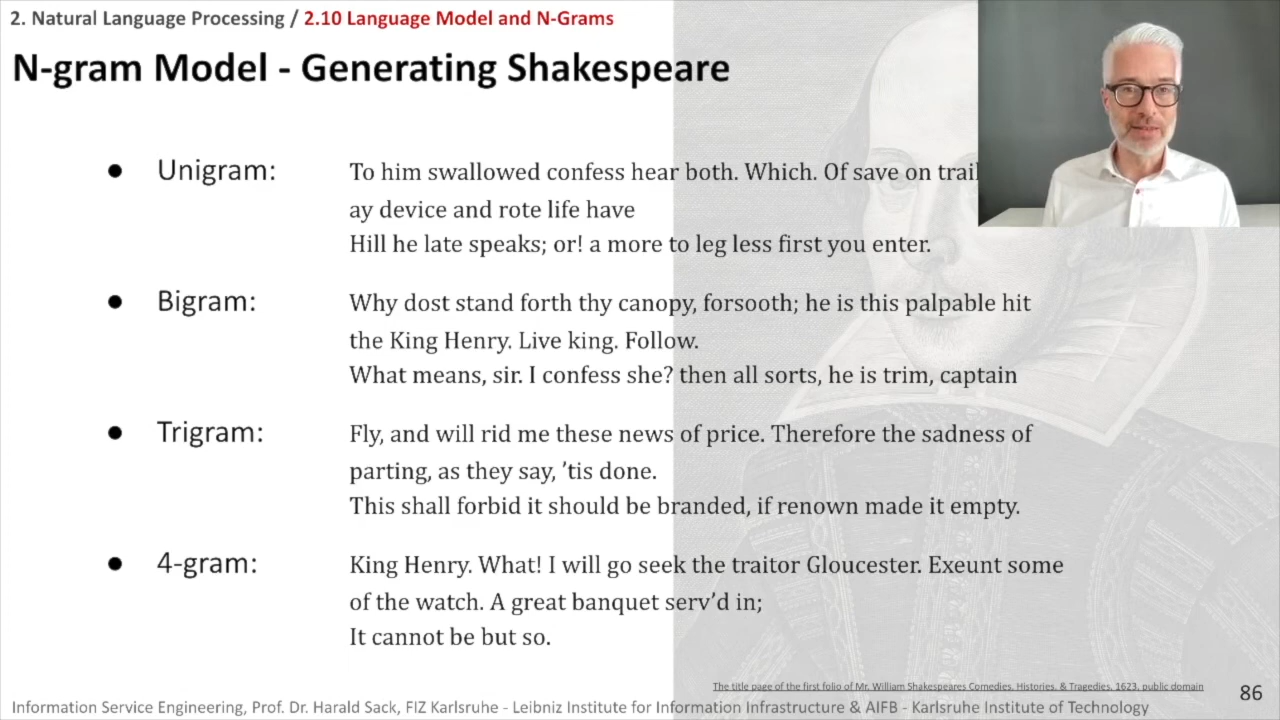 2. Natural Language Processing / 2.10 Language Model and N-Grams
N-gram Model - Generating Shakespeare
● Unigram: To him swallowed confess hear both. Which. Of save on trail
ay device and rote life have
Hill he late speaks; or! a more to leg less first you enter.
● Bigram: Why dost stand forth thy canopy, forsooth; he is this palpable hit
the King Henry. Live king. Follow.
What means, sir. I confess she? then all sorts, he is trim, captain
● Trigram: Fly, and will rid me these news of price. Therefore the sadness of
parting, as they say, ’tis done.
This shall forbid it should be branded, if renown made it empty.
● 4-gram: King Henry. What! I will go seek the traitor Gloucester. Exeunt some
of the watch. A great banquet serv’d in;
It cannot be but so.
The title page of the first folio of Mr. William Shakespeares Comedies, Histories, & Tragedies, 1623, public domain
Information Service Engineering, Prof. Dr. Harald Sack, FIZ Karlsruhe - Leibniz Institute for Information Infrastructure & AIFB - Karlsruhe Institute of Technology
86